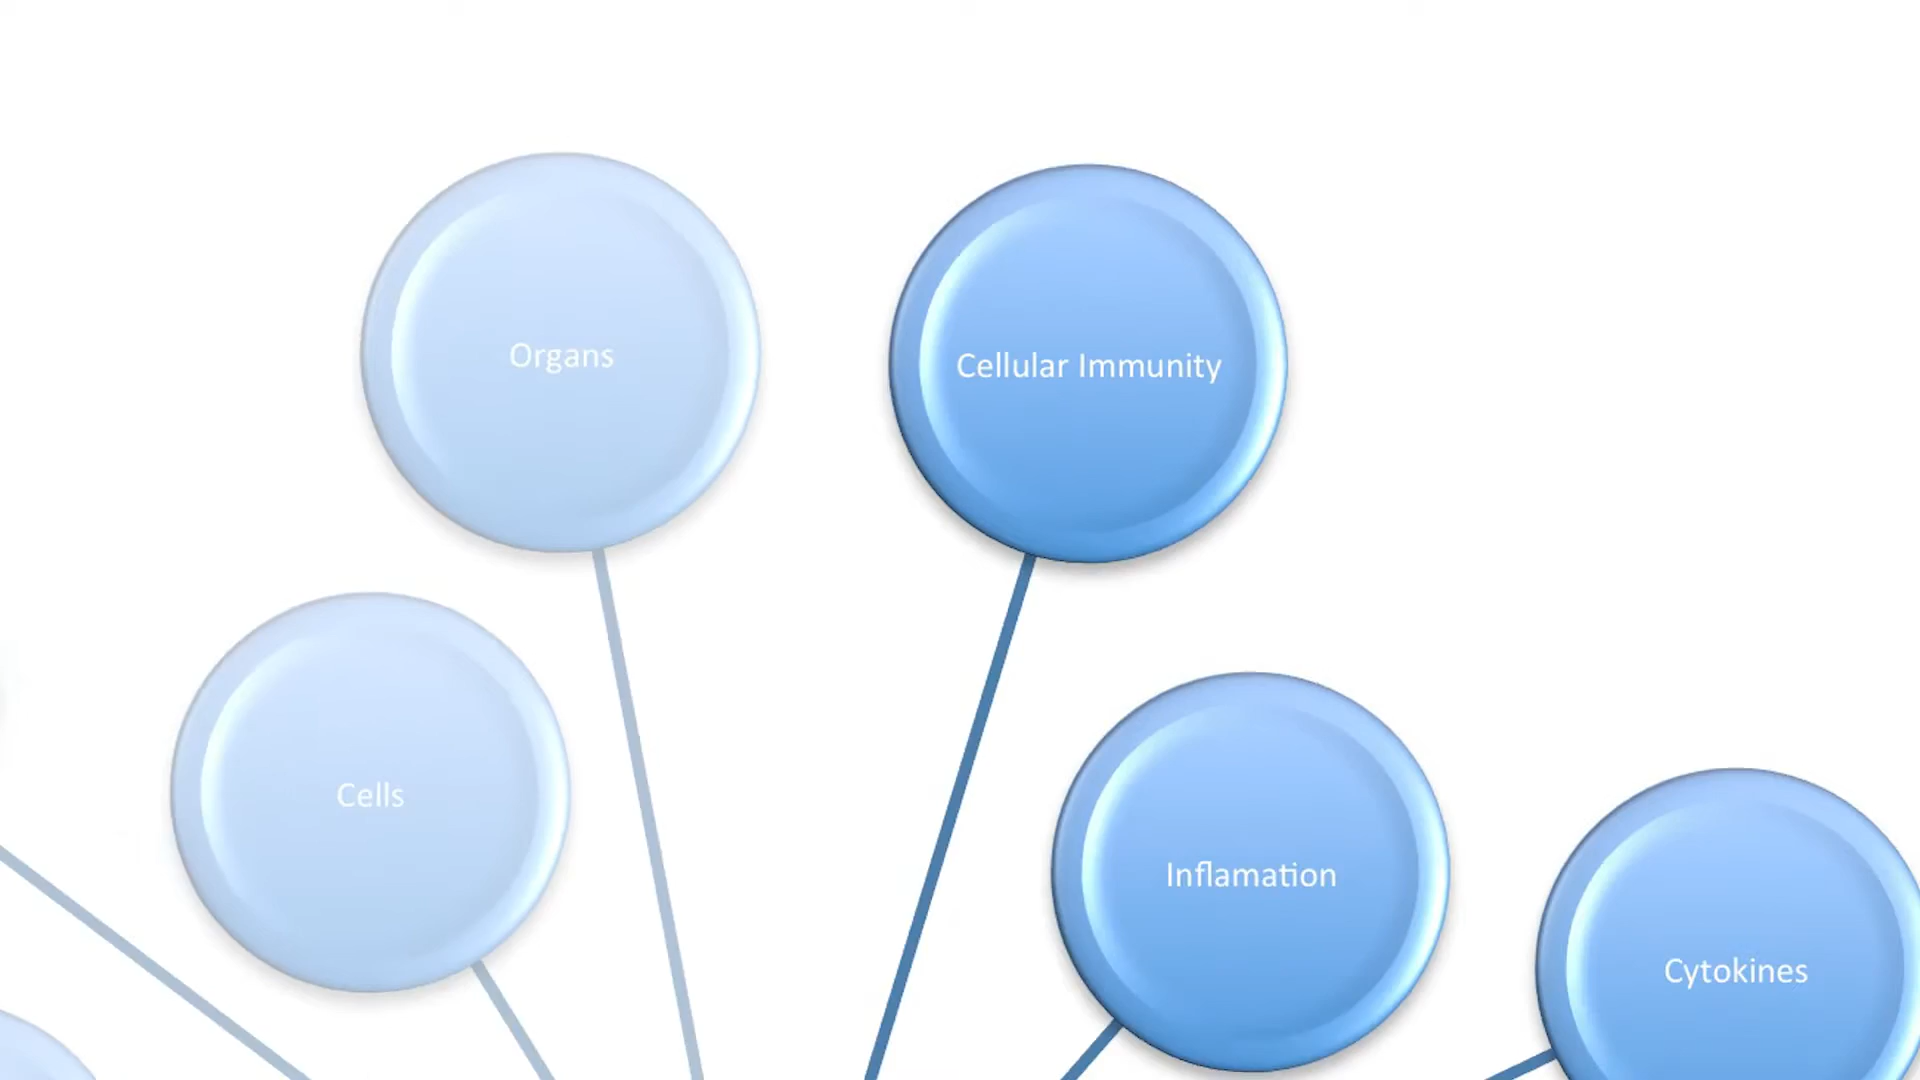 Organs
Cellular Immunity
Cells
Inflamation
Cytokines